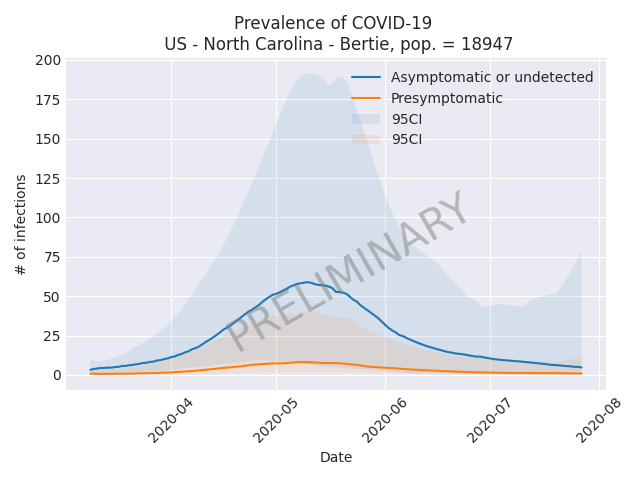 Prevalence of COVID-19
US - North Carolina - Bertie, pop. = 18947
200
175
150
125
100
75
50
25
0
# of infections
Asymptomatic or undetected
Presymptomatic
95CI
95CI
PRELIMINARY
2020-04
2020-05
2020-06
2020-07
2020-08
Date